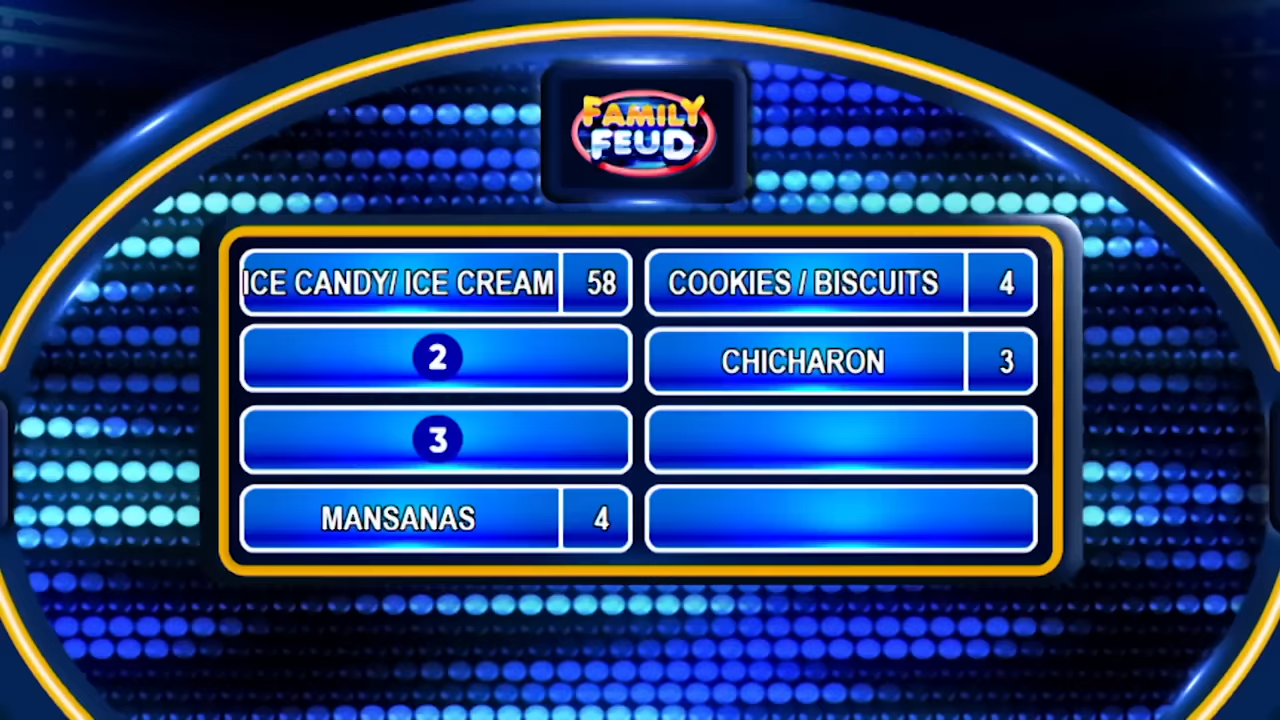 FAMILY
FEUD
ICE CANDY/ ICE CREAM 58
2
3
MANSANAS 4
COOKIES / BISCUITS 4
CHICHARON 3